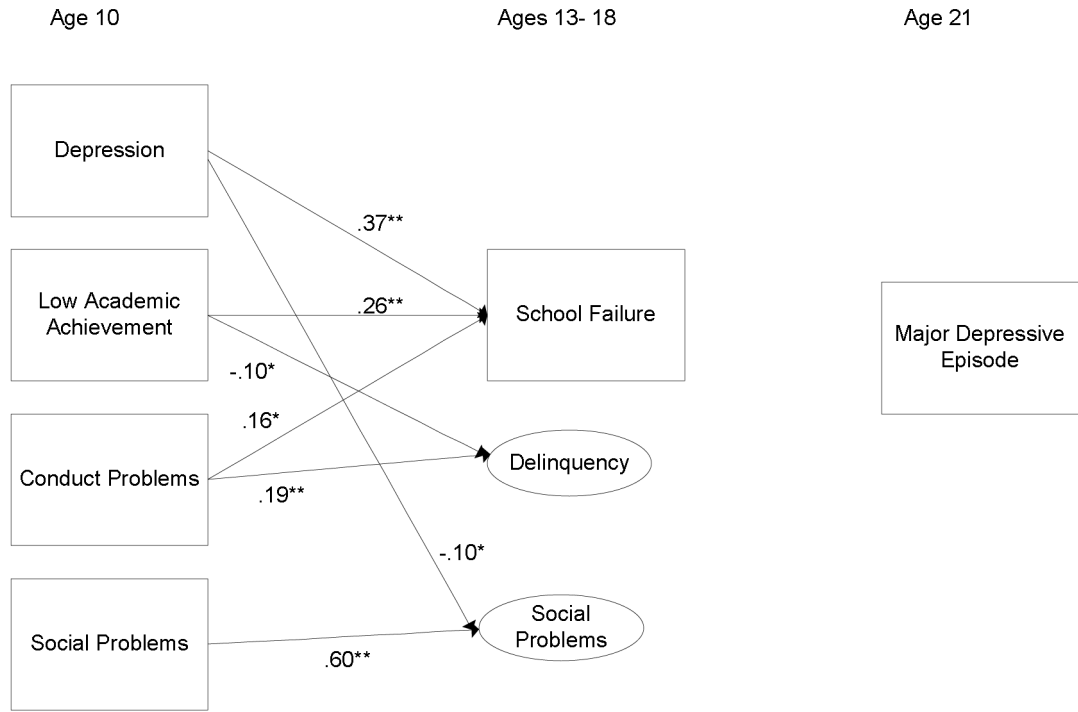 Age 10
Ages 13- 18
Age 21
Depression
.37**
Low Academic
Achievement
.26**
School Failure
Major Depressive
Episode
-.10*
.16*
Conduct Problems
.19**
Delinquency
-.10*
Social Problems
.60**
Social
Problems